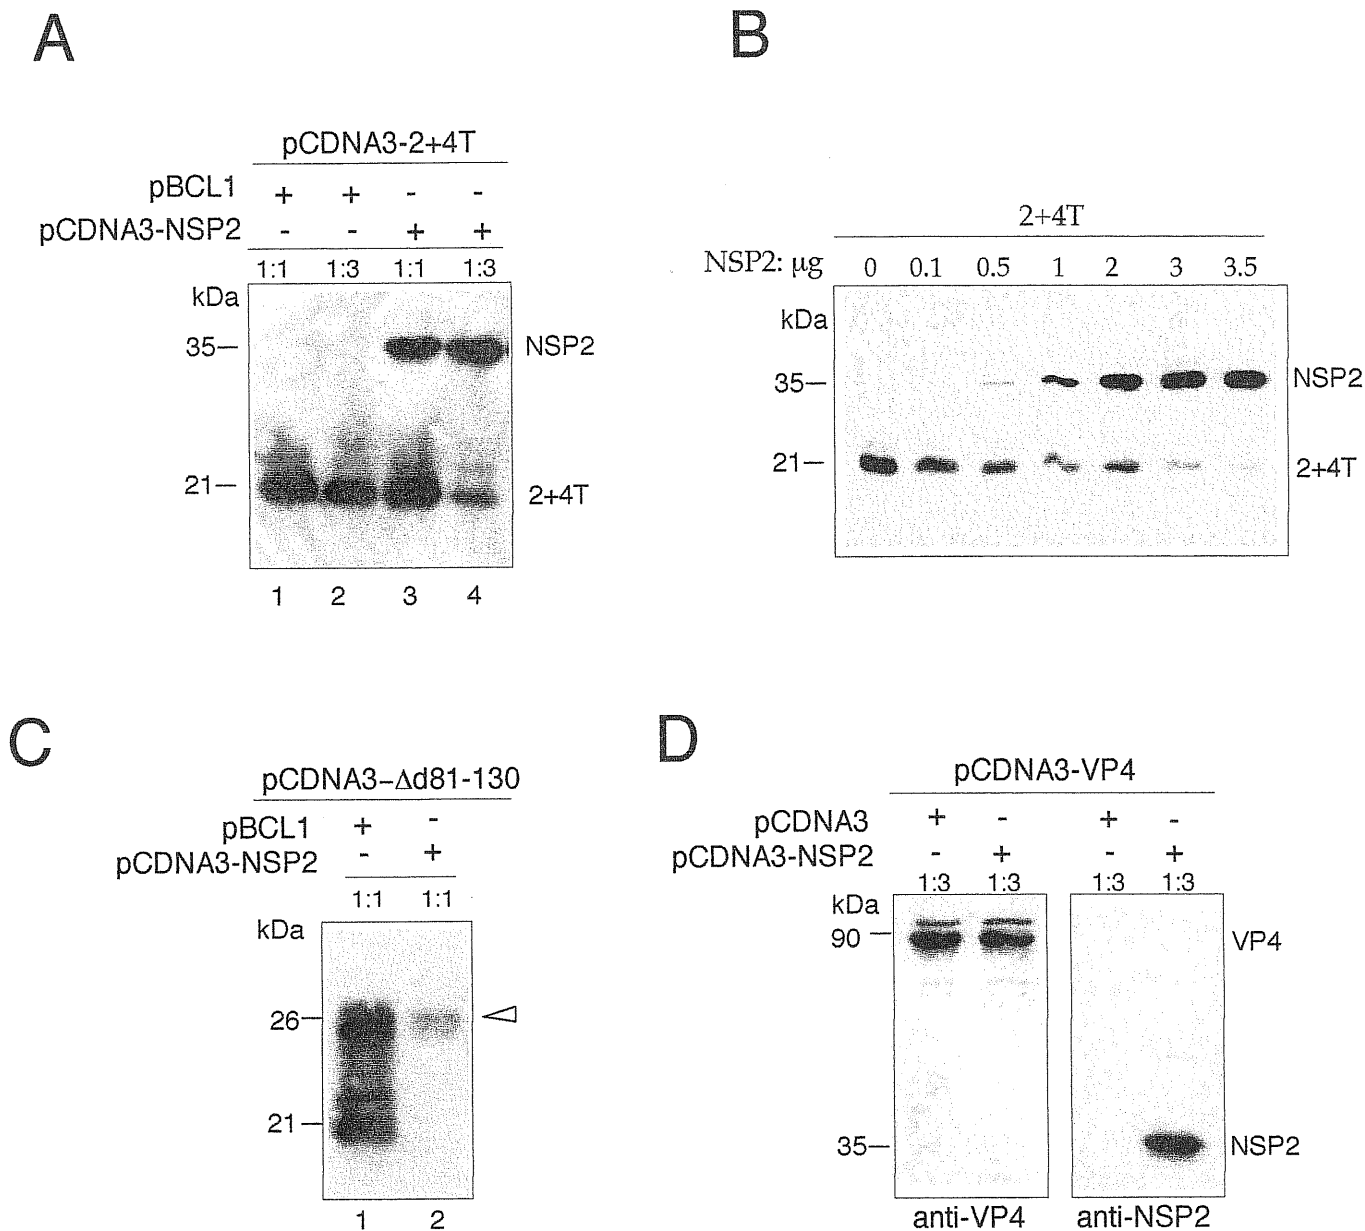 A
pCDNA3-2+4T
pBCL1 + + - -
pCDNA3-NSP2 - - + +
1:1 1:3 1:1 1:3
kDa
35 NSP2
21 2+4T
1 2 3 4
B
2+4T
NSP2: μg 0 0.1 0.5 1 2 3 3.5
kDa
35 NSP2
21 2+4T
C
pCDNA3-Δd81-130
pBCL1 + -
pCDNA3-NSP2 - +
1:1 1:1
kDa
26
21
1 2
D
pCDNA3-VP4
pCDNA3 + - + -
pCDNA3-NSP2 - + - +
1:3 1:3 1:3 1:3
kDa
90 VP4
35 NSP2
anti-VP4 anti-NSP2